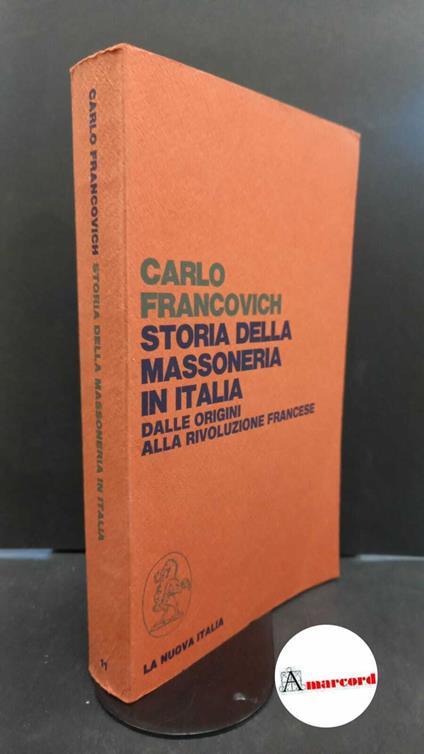 CARLO FRANCOVICH STORIA DELLA MASSONERIA IN ITALIA
11
CARLO
FRANCOVICH
STORIA DELLA
MASSONERIA
IN ITALIA
DALLE ORIGINI
ALLA RIVOLUZIONE FRANCESE
LA NUOVA ITALIA
Amarcord